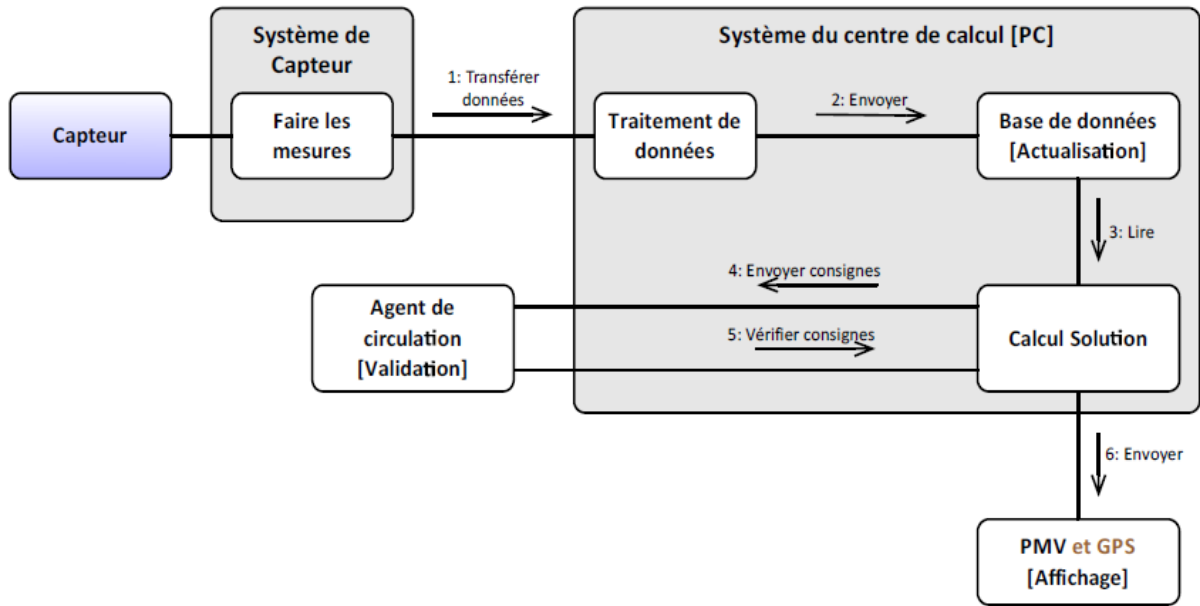 Système de
Capteur
Système du centre de calcul [PC]
1: Transférer
données
2: Envoyer
Capteur
Faire les
mesures
Traitement de
données
Base de données
[Actualisation]
3: Lire
4: Envoyer consignes
Agent de
circulation
[Validation]
5: Vérifier consignes
Calcul Solution
6: Envoyer
PMV et GPS
[Affichage]